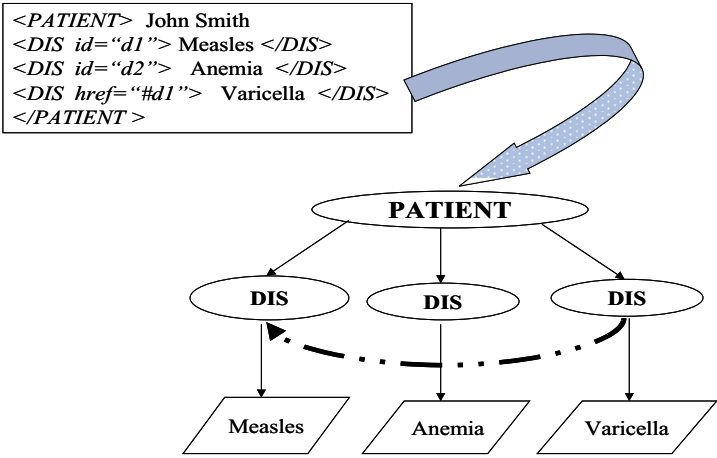 <PATIENT> John Smith
<DIS id=“d1”> Measles </DIS>
<DIS id=“d2”> Anemia </DIS>
<DIS href=“#d1”> Varicella </DIS>
</PATIENT >
PATIENT
DIS DIS DIS
Measles Anemia Varicella